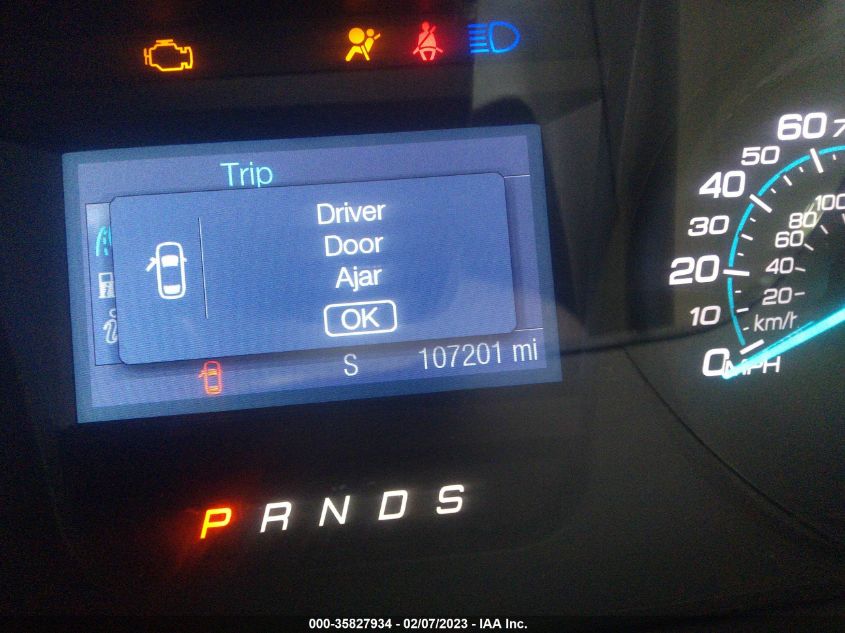 Trip
Driver
Door
Ajar
OK
S 107201 mi
P R N D S
60
50
40
30
20
10
0
MPH
100
80
60
40
20
km/h
000-35827934 - 02/07/2023 - IAA Inc.